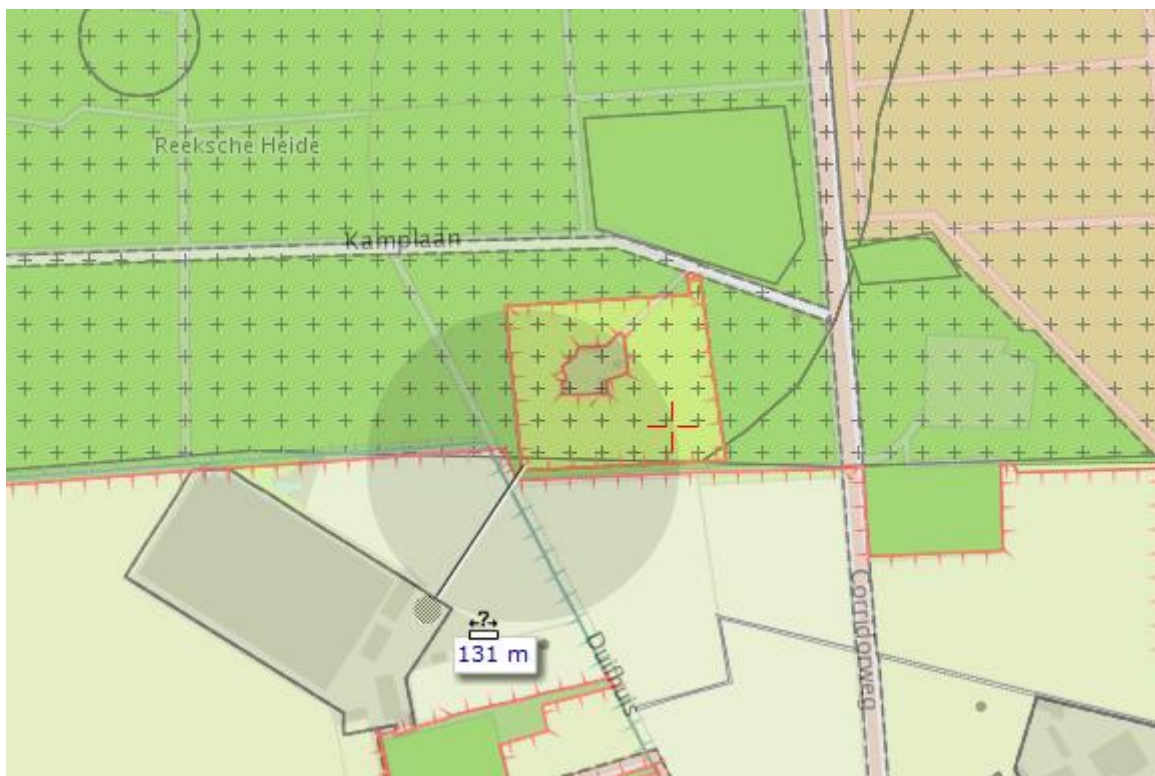 Reeksche Heide
Kamplaan
?
131 m
Duifhuis
Corridorweg